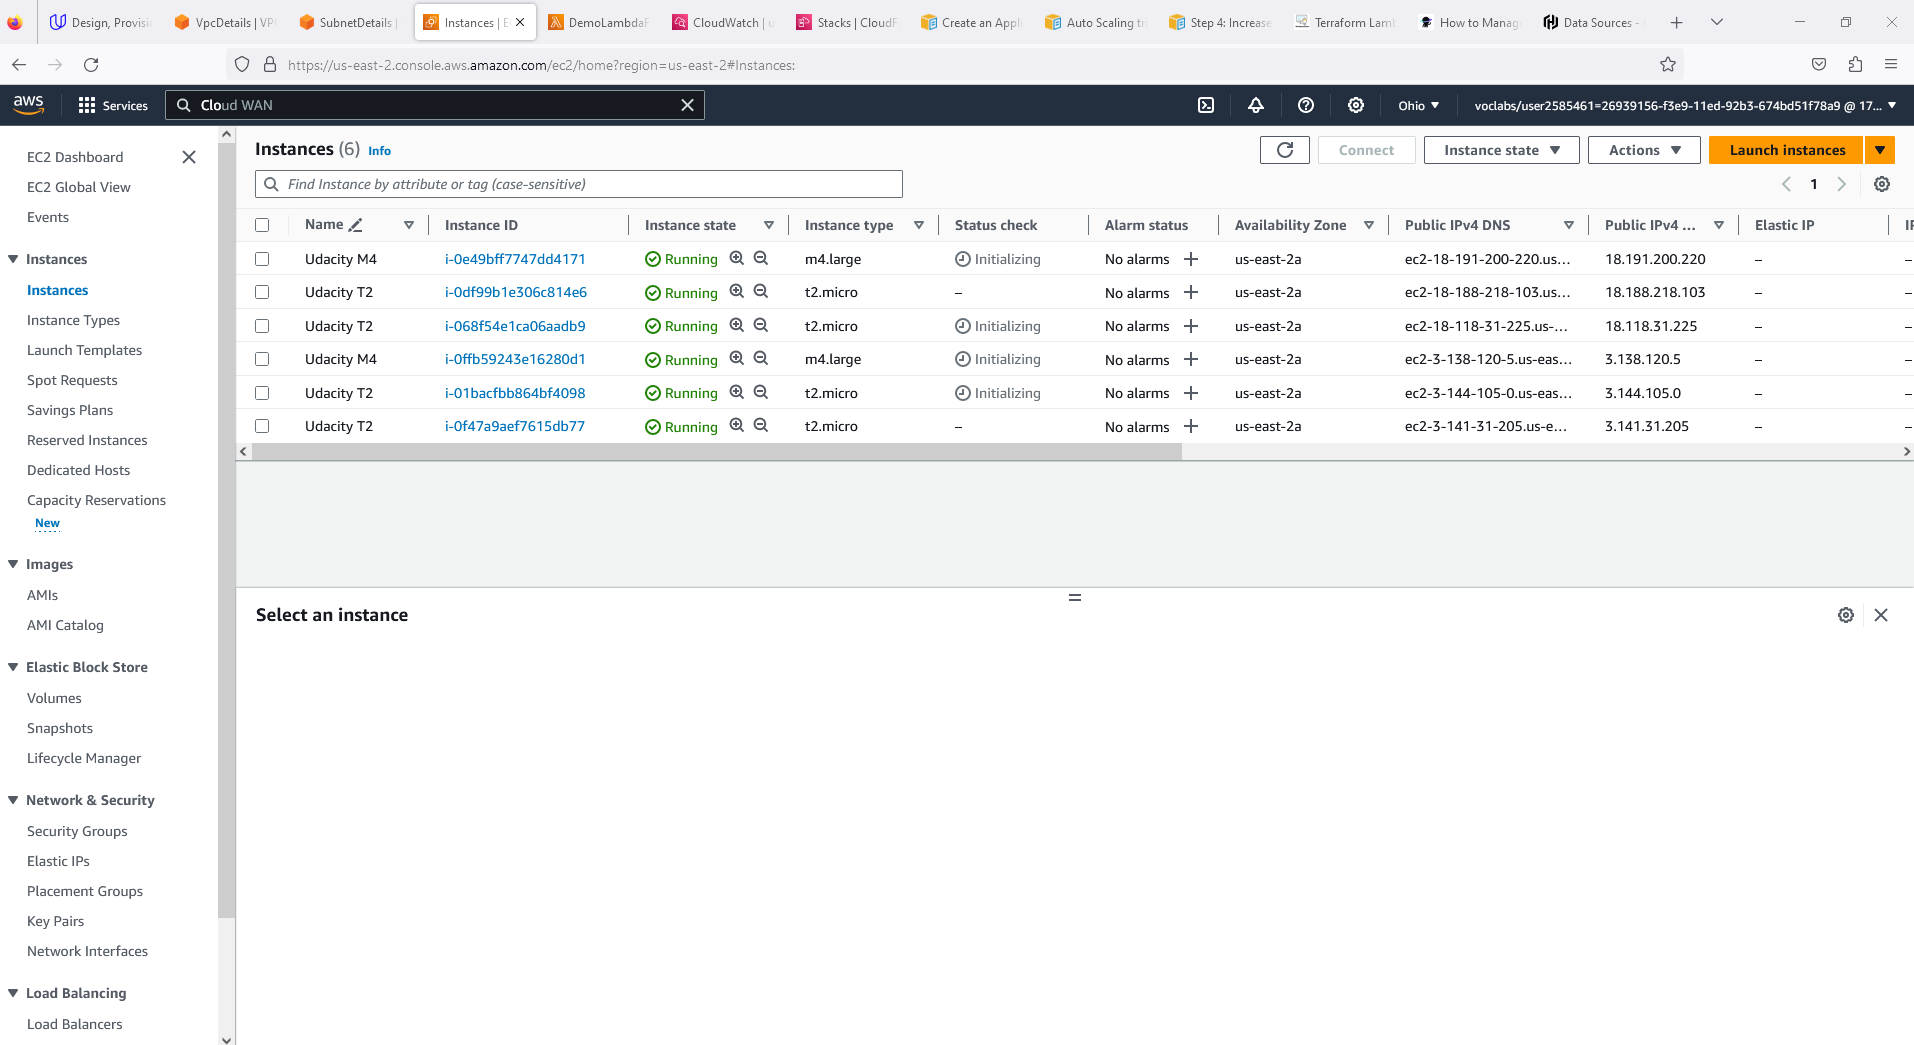 Design, Provisi
VpcDetails | VP
SubnetDetails |
Instances | E
DemoLambdaF
CloudWatch | u
Stacks | CloudF
Create an Appli
Auto Scaling tr
Step 4: Increase
Terraform Lamb
How to Manag
Data Sources -
https://us-east-2.console.aws.amazon.com/ec2/home?region=us-east-2#Instances:
aws
Services
Cloud WAN
Ohio
voclabs/user2585461=26939156-f3e9-11ed-92b3-674bd51f78a9 @ 17...
EC2 Dashboard
EC2 Global View
Events
Instances
Instances
Instance Types
Launch Templates
Spot Requests
Savings Plans
Reserved Instances
Dedicated Hosts
Capacity Reservations
New
Images
AMIs
AMI Catalog
Elastic Block Store
Volumes
Snapshots
Lifecycle Manager
Network & Security
Security Groups
Elastic IPs
Placement Groups
Key Pairs
Network Interfaces
Load Balancing
Load Balancers
Instances (6) Info
Connect
Instance state
Actions
Launch instances
Find Instance by attribute or tag (case-sensitive)
1
Name Instance ID Instance state Instance type Status check Alarm status Availability Zone Public IPv4 DNS Public IPv4 ... Elastic IP
Udacity M4 i-0e49bff7747dd4171 Running m4.large Initializing No alarms us-east-2a ec2-18-191-200-220.us... 18.191.200.220 – –
Udacity T2 i-0df99b1e306c814e6 Running t2.micro – No alarms us-east-2a ec2-18-188-218-103.us... 18.188.218.103 – –
Udacity T2 i-068f54e1ca06aadb9 Running t2.micro Initializing No alarms us-east-2a ec2-18-118-31-225.us-... 18.118.31.225 – –
Udacity M4 i-0ffb59243e16280d1 Running m4.large Initializing No alarms us-east-2a ec2-3-138-120-5.us-eas... 3.138.120.5 – –
Udacity T2 i-01bacfbb864bf4098 Running t2.micro Initializing No alarms us-east-2a ec2-3-144-105-0.us-eas... 3.144.105.0 – –
Udacity T2 i-0f47a9aef7615db77 Running t2.micro – No alarms us-east-2a ec2-3-141-31-205.us-e... 3.141.31.205 – –
Select an instance